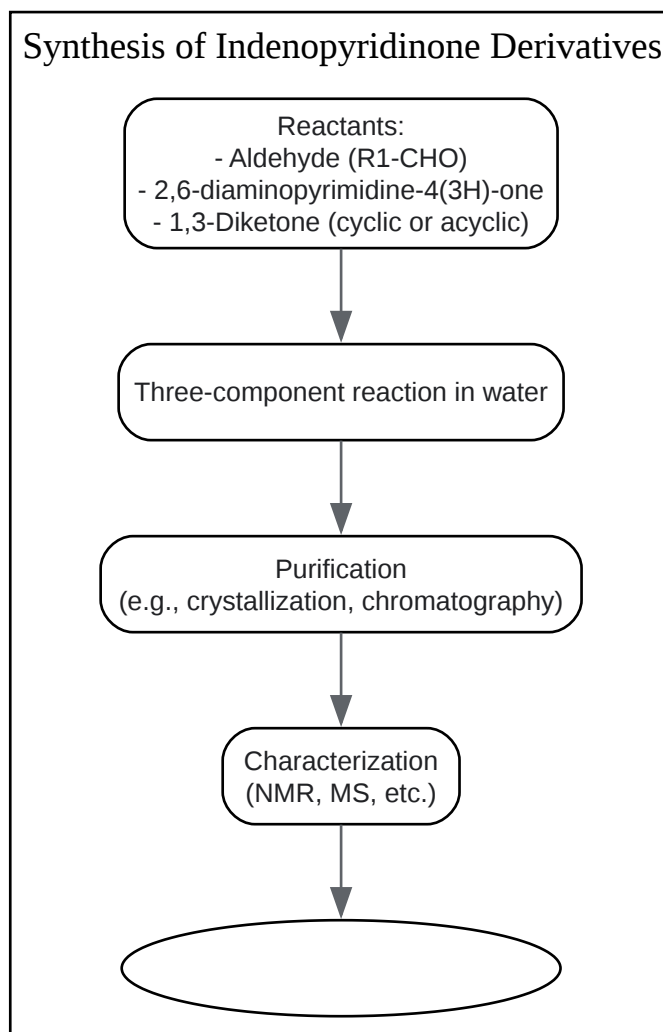 Synthesis of Indenopyridinone Derivatives
Reactants:
- Aldehyde (R1-CHO)
- 2,6-diaminopyrimidine-4(3H)-one
- 1,3-Diketone (cyclic or acyclic)
Three-component reaction in water
Purification
(e.g., crystallization, chromatography)
Characterization
(NMR, MS, etc.)